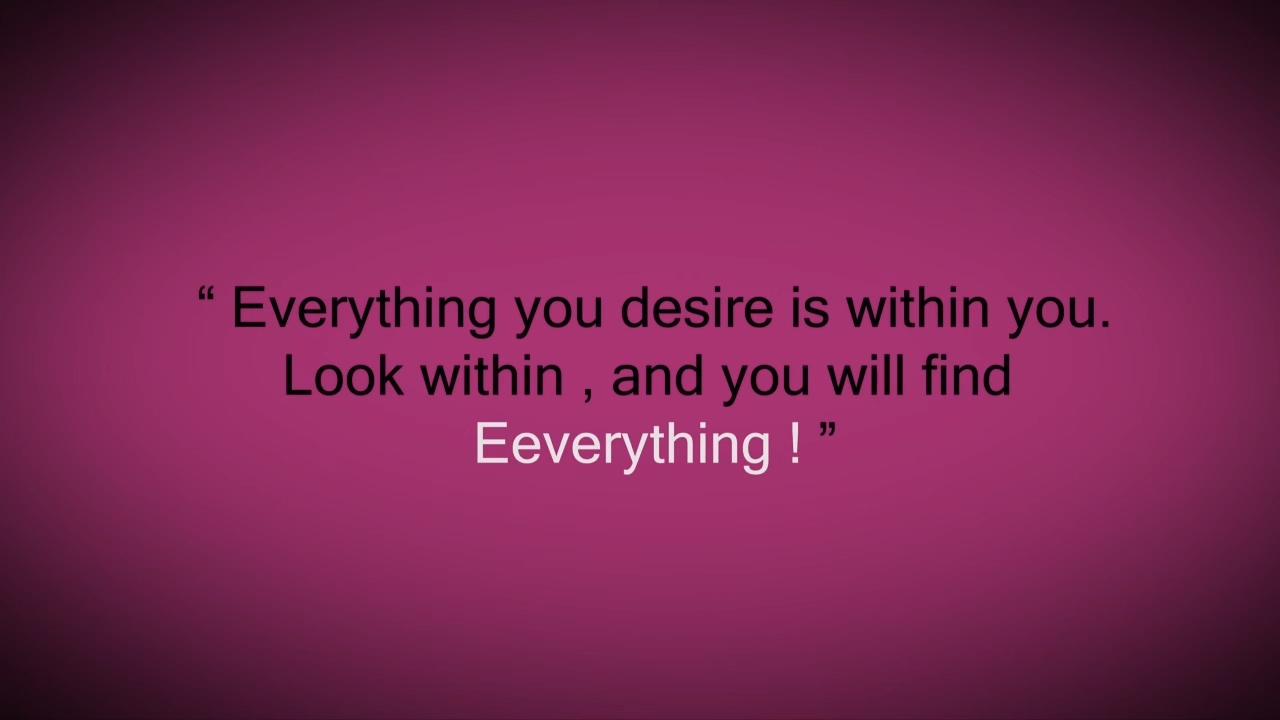 “ Everything you desire is within you.
Look within , and you will find
Eeverything ! ”